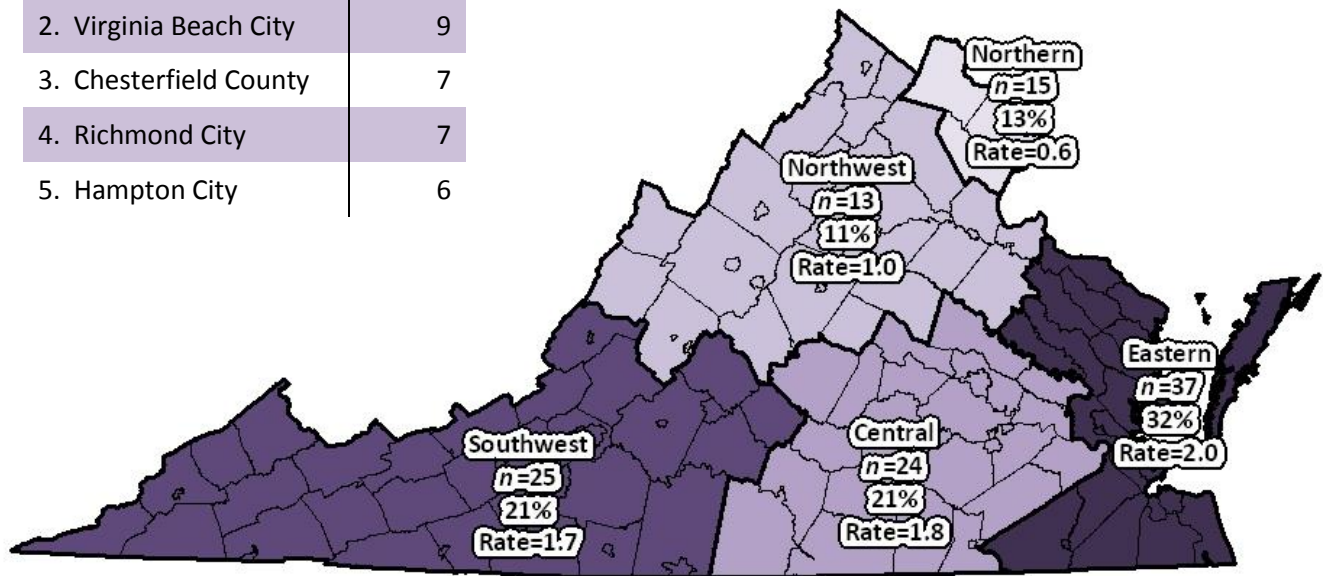 2. Virginia Beach City 9
3. Chesterfield County 7
4. Richmond City 7
5. Hampton City 6
Northern
n=15
13%
Rate=0.6
Northwest
n=13
11%
Rate=1.0
Eastern
n=37
32%
Rate=2.0
Southwest
n=25
21%
Rate=1.7
Central
n=24
21%
Rate=1.8